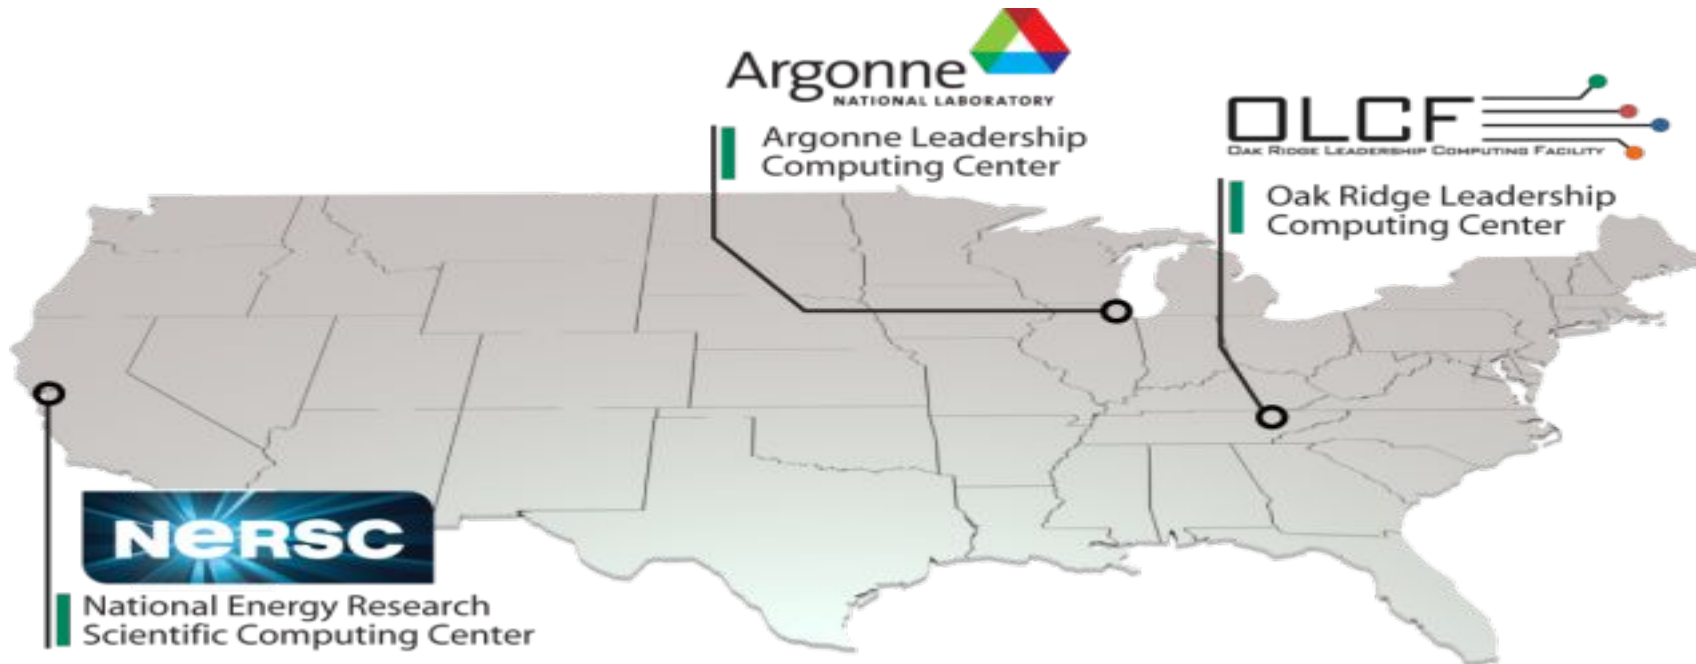 Argonne
NATIONAL LABORATORY
Argonne Leadership
Computing Center
OLCF
OAK RIDGE LEADERSHIP COMPUTING FACILITY
Oak Ridge Leadership
Computing Center
NERSC
National Energy Research
Scientific Computing Center